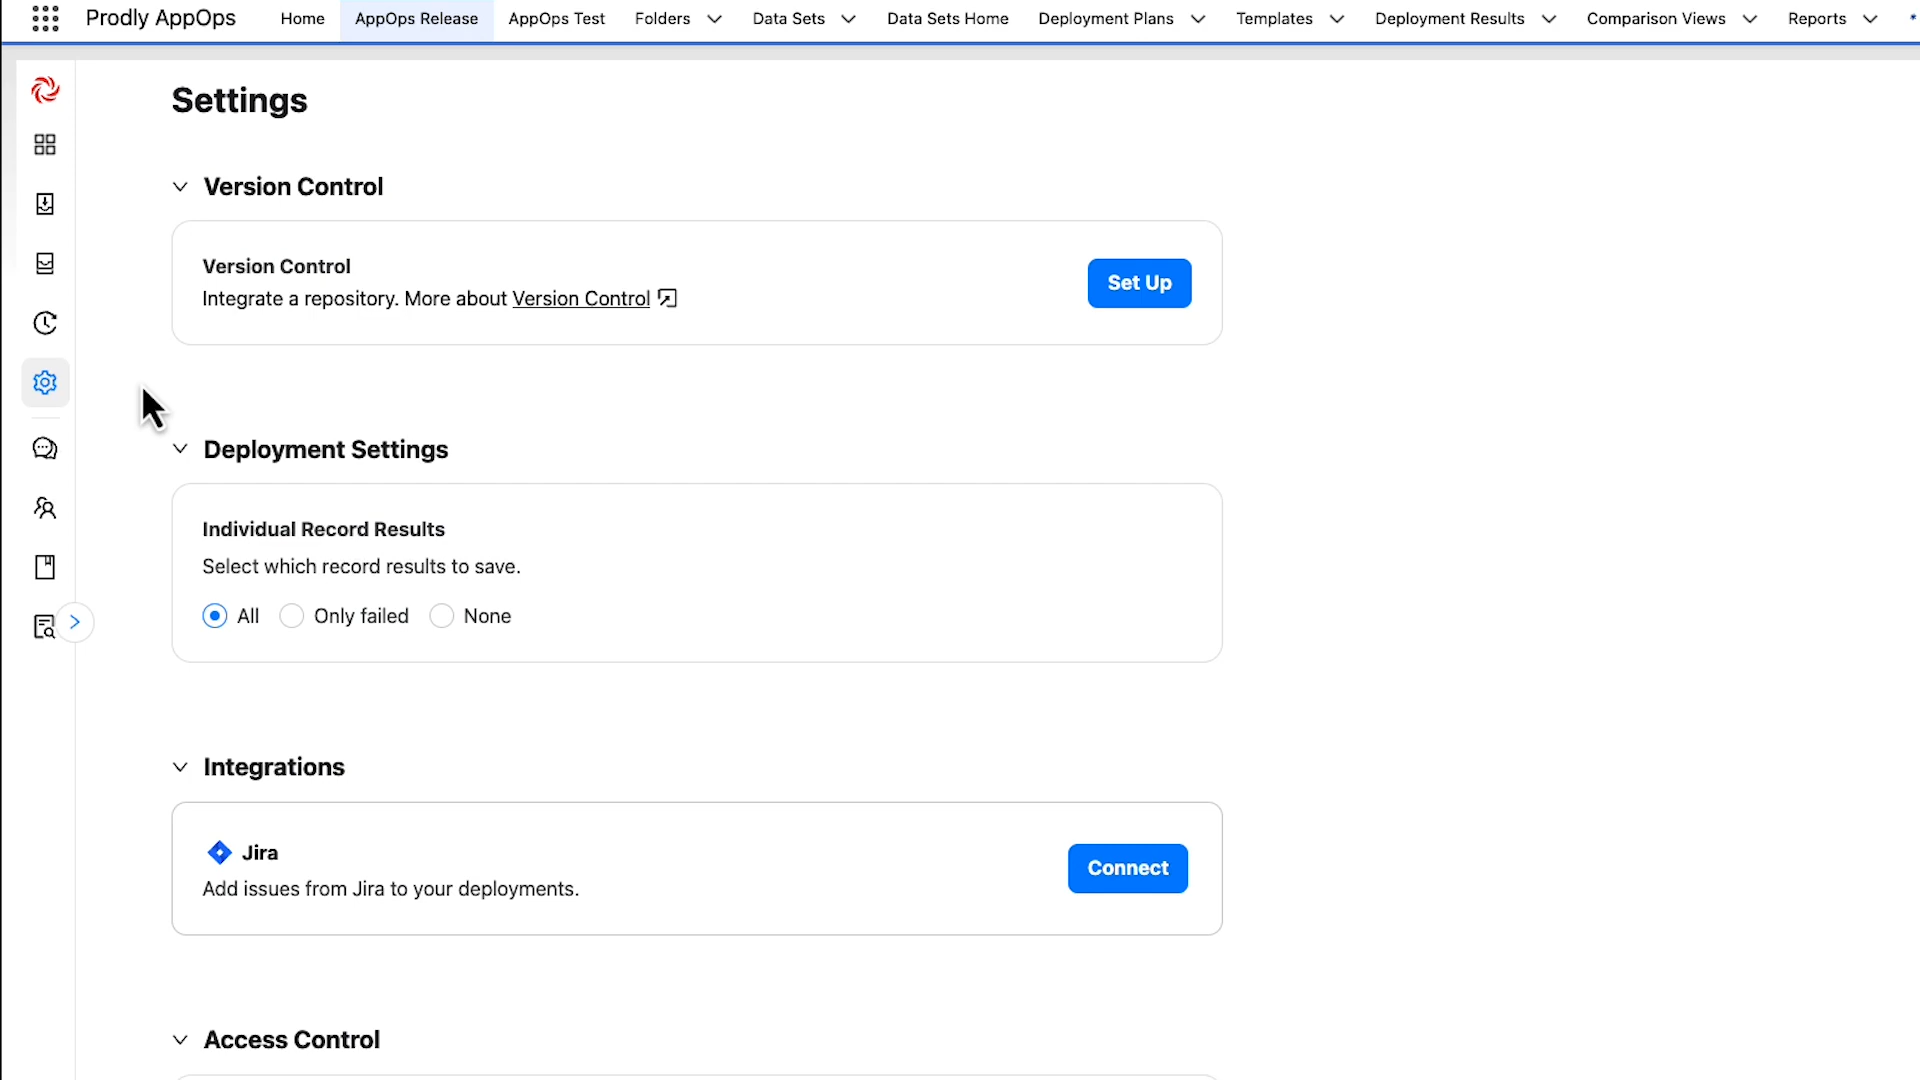 Prodly AppOps Home AppOps Release AppOps Test Folders Data Sets Data Sets Home Deployment Plans Templates Deployment Results Comparison Views Reports
Settings
Version Control
Version Control
Integrate a repository. More about Version Control
Set Up
Deployment Settings
Individual Record Results
Select which record results to save.
All Only failed None
Integrations
Jira
Add issues from Jira to your deployments.
Connect
Access Control